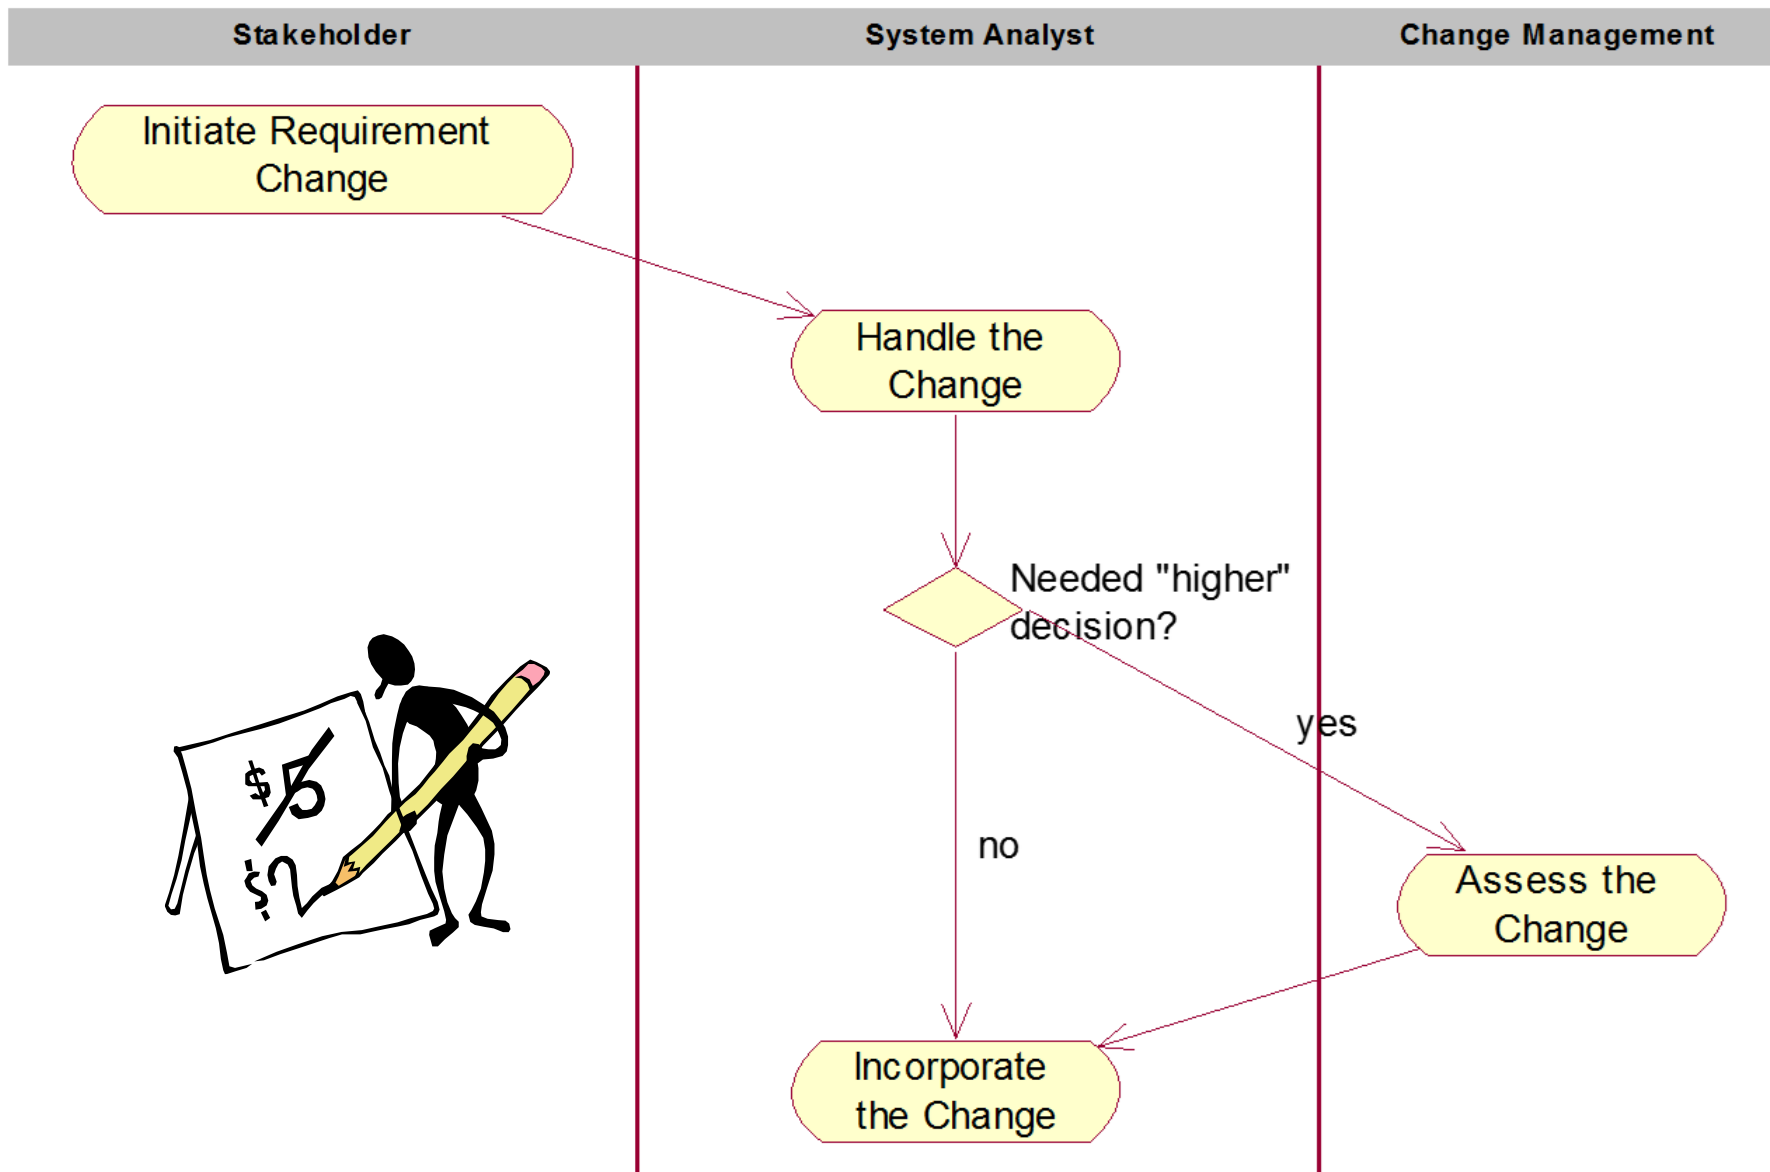 Stakeholder
System Analyst
Change Management
Initiate Requirement
Change
Handle the
Change
Needed "higher"
decision?
yes
no
$5
$2
Assess the
Change
Incorporate
the Change